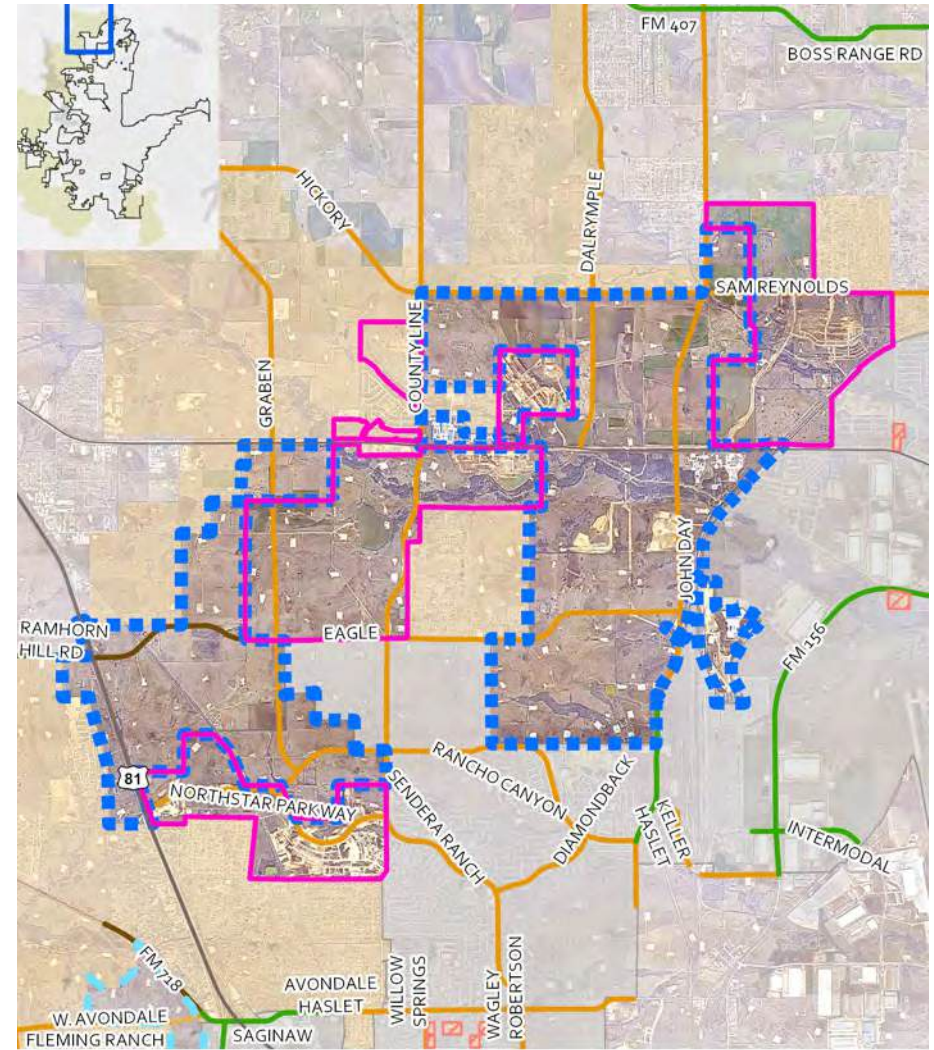 FM 407
BOSS RANGE RD
HICKORY
DALRYMPLE
SAM REYNOLDS
COUNTY LINE
GRABEN
JOHN DAY
RAMHORN
HILL RD
EAGLE
FM 156
81
RANCHO CANYON
NORTHSTAR PARKWAY
SENDERA RANCH
DIAMONDBACK
KELLER
HASLET
INTERMODAL
FM 718
AVONDALE
HASLET
WILLOW
SPRINGS
WAGLEY
ROBERTSON
W. AVONDALE
FLEMING RANCH
SAGINAW